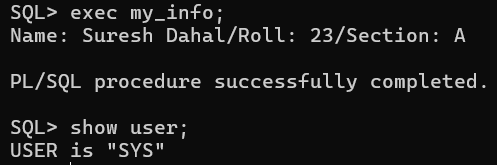 SQL> exec my_info;
Name: Suresh Dahal/Roll: 23/Section: A
PL/SQL procedure successfully completed.
SQL> show user;
USER is "SYS"